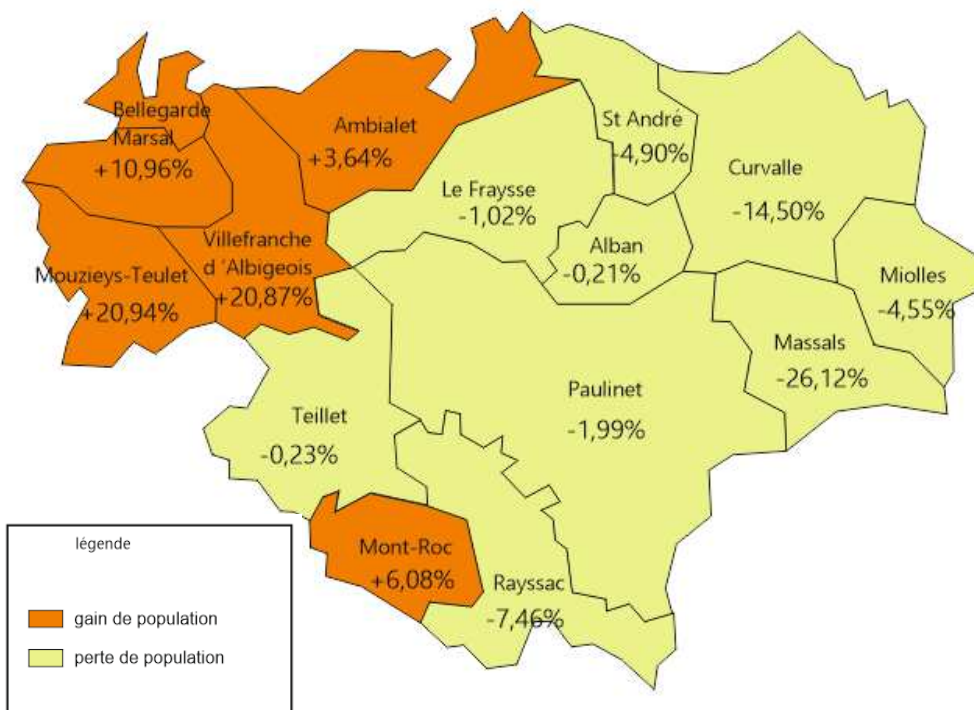 Bellegarde
Marsal
+10,96%
Ambialet
+3,64%
St André
-4,90%
Curvalle
-14,50%
Le Fraysse
-1,02%
Alban
-0,21%
Miolles
-4,55%
Mouzieys-Teulet
+20,94%
Villefranche
d 'Albigeois
+20,87%
Massals
-26,12%
Paulinet
-1,99%
Teillet
-0,23%
Mont-Roc
+6,08%
Rayssac
-7,46%
légende
gain de population
perte de population